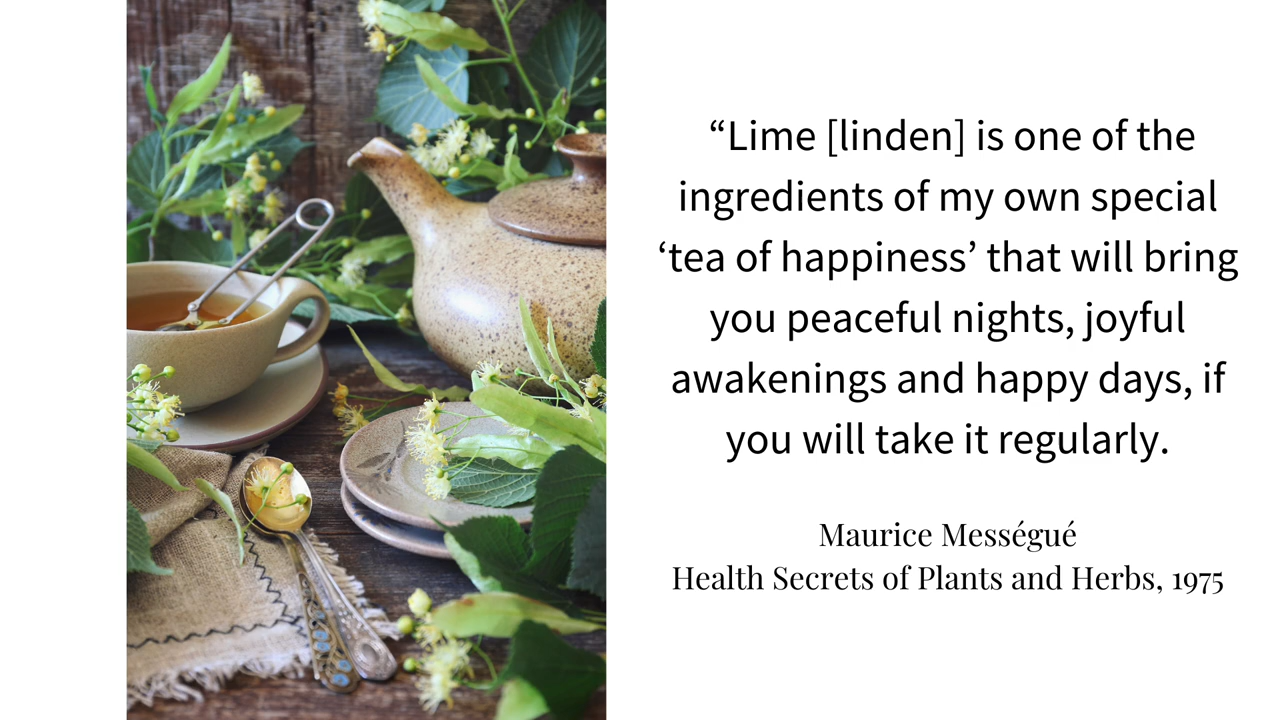 “Lime [linden] is one of the
ingredients of my own special
‘tea of happiness’ that will bring
you peaceful nights, joyful
awakenings and happy days, if
you will take it regularly.
Maurice Mességué
Health Secrets of Plants and Herbs, 1975